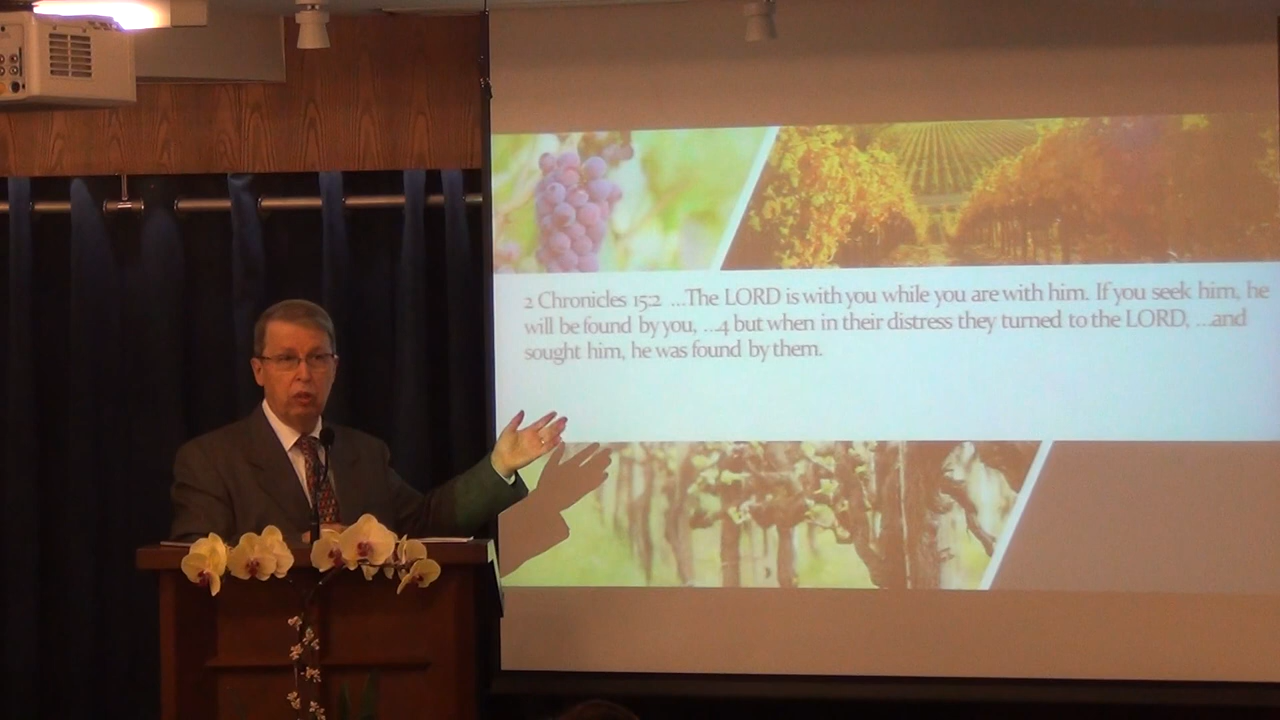 2 Chronicles 15:2 ...The LORD is with you while you are with him. If you seek him, he
will be found by you, ...4 but when in their distress they turned to the LORD, ...and
sought him, he was found by them.